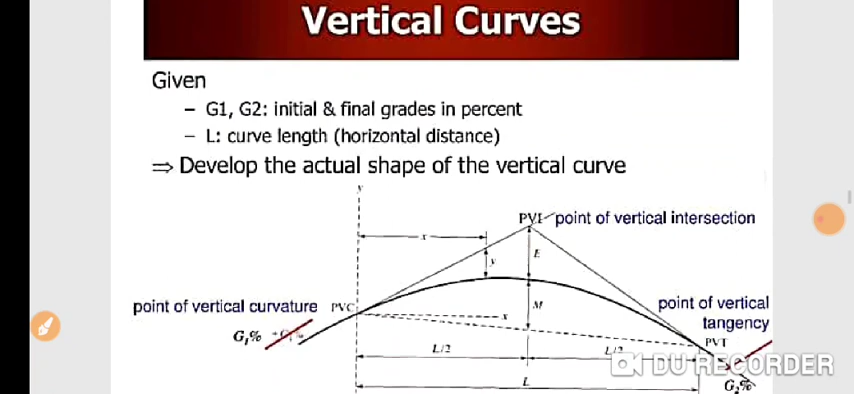 Vertical Curves
Given
– G1, G2: initial & final grades in percent
– L: curve length (horizontal distance)
⇒ Develop the actual shape of the vertical curve
y
PVI point of vertical intersection
x
y
E
point of vertical curvature PVC
x
M
point of vertical
tangency
G₁%
PVT
L/2
L/2
DU RECORDER
L
G₂%